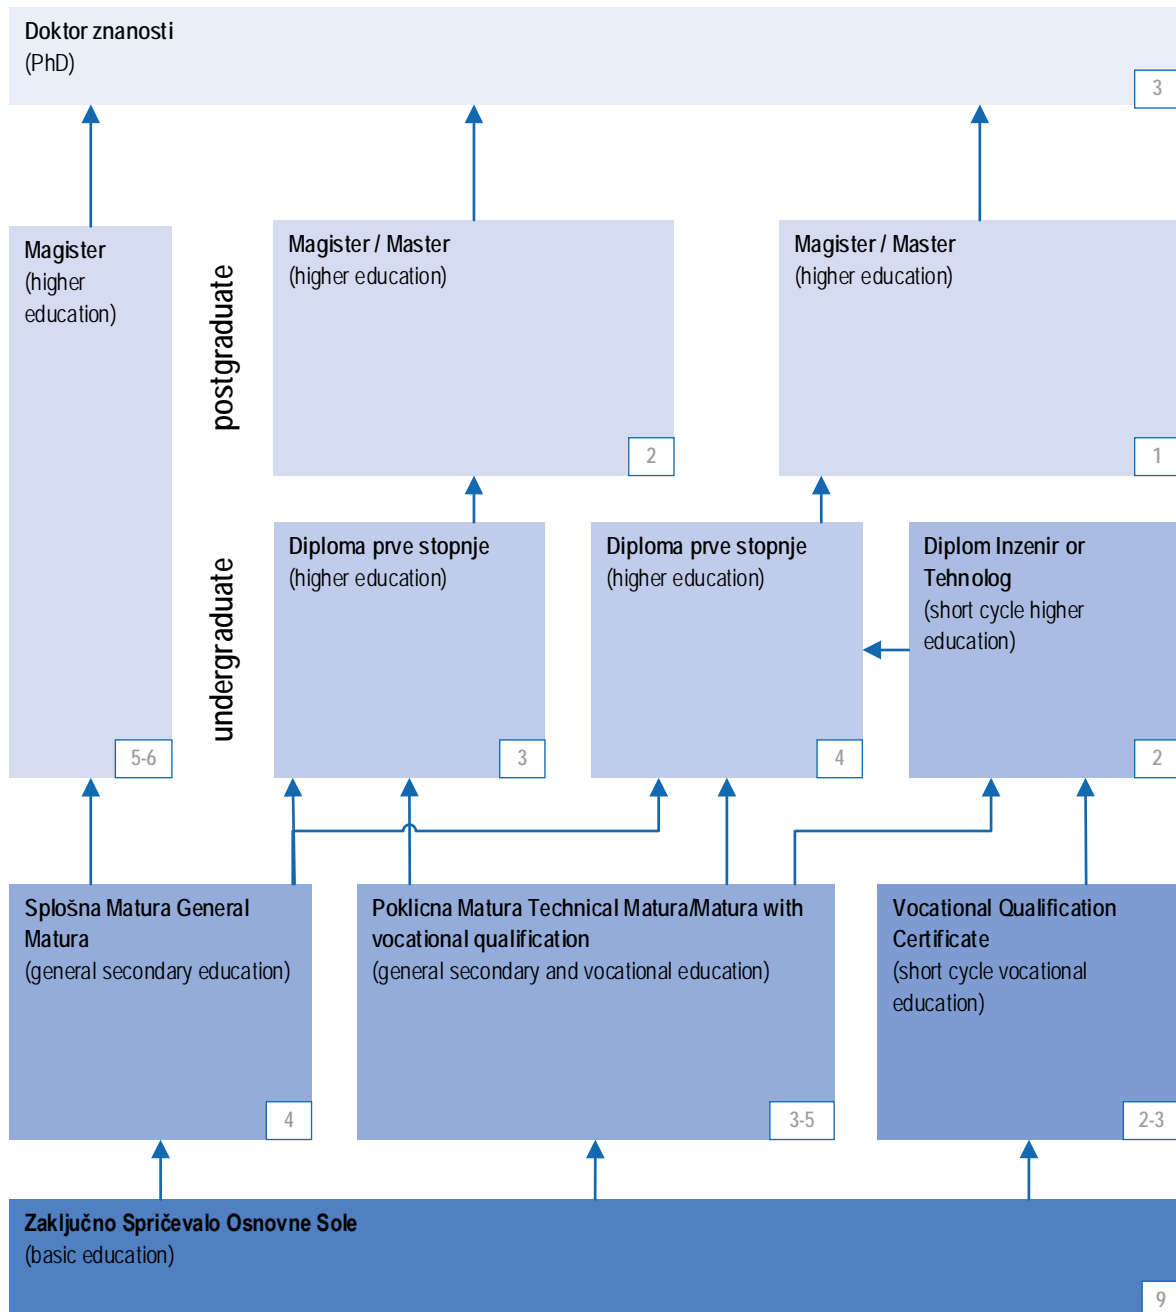 Doktor znanosti
(PhD)
3
Magister
(higher
education)
5-6
postgraduate
Magister / Master
(higher education)
2
Magister / Master
(higher education)
1
undergraduate
Diploma prve stopnje
(higher education)
3
Diploma prve stopnje
(higher education)
4
Diplom Inzenir or
Tehnolog
(short cycle higher
education)
2
Splošna Matura General
Matura
(general secondary education)
4
Poklicna Matura Technical Matura/Matura with
vocational qualification
(general secondary and vocational education)
3-5
Vocational Qualification
Certificate
(short cycle vocational
education)
2-3
Zaključno Spričevalo Osnovne Sole
(basic education)
9